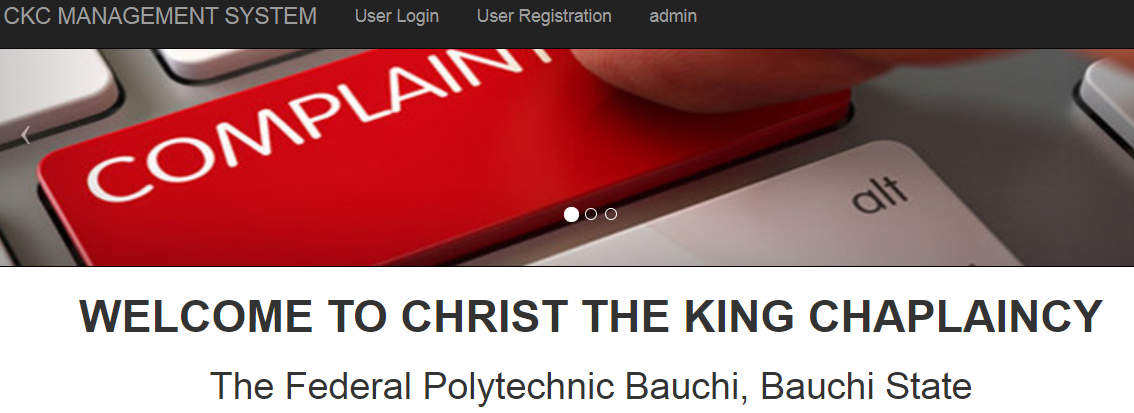 CKC MANAGEMENT SYSTEM User Login User Registration admin
COMPLAINT
alt
WELCOME TO CHRIST THE KING CHAPLAINCY
The Federal Polytechnic Bauchi, Bauchi State